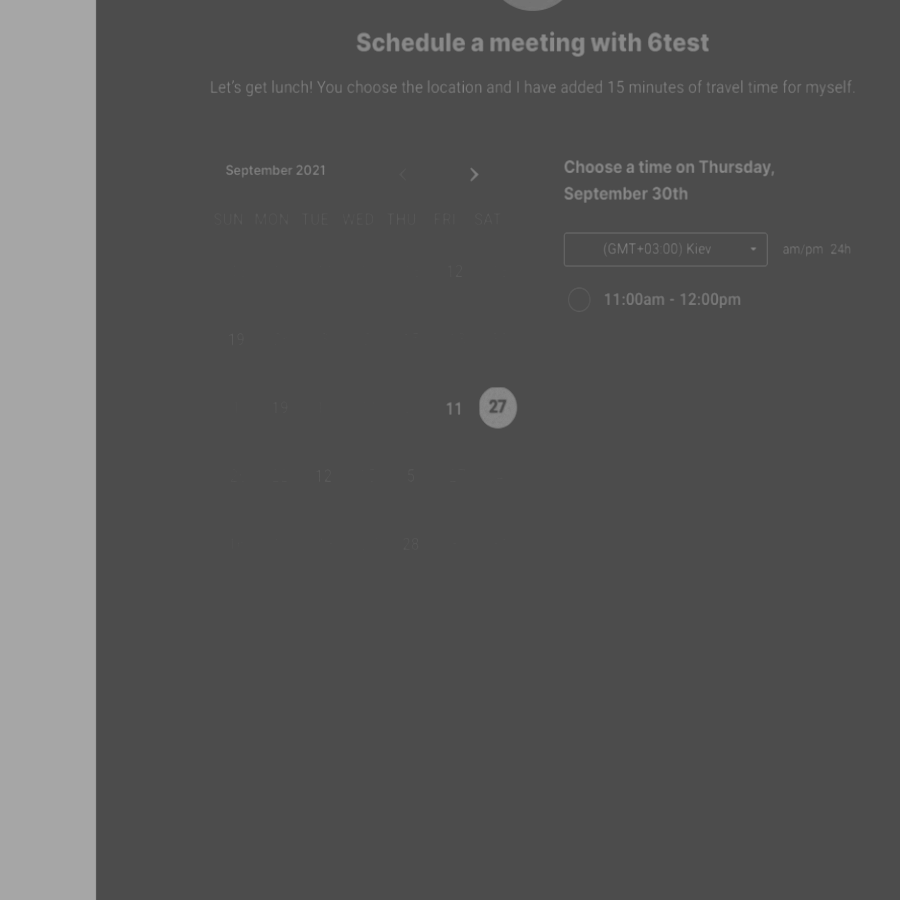 Schedule a meeting with 6test
Let's get lunch! You choose the location and I have added 15 minutes of travel time for myself.
September 2021
SUN MON TUE WED THU FRI SAT
12
19
19
11 27
12 5
28
Choose a time on Thursday,
September 30th
(GMT+03:00) Kiev
am/pm 24h
11:00am - 12:00pm